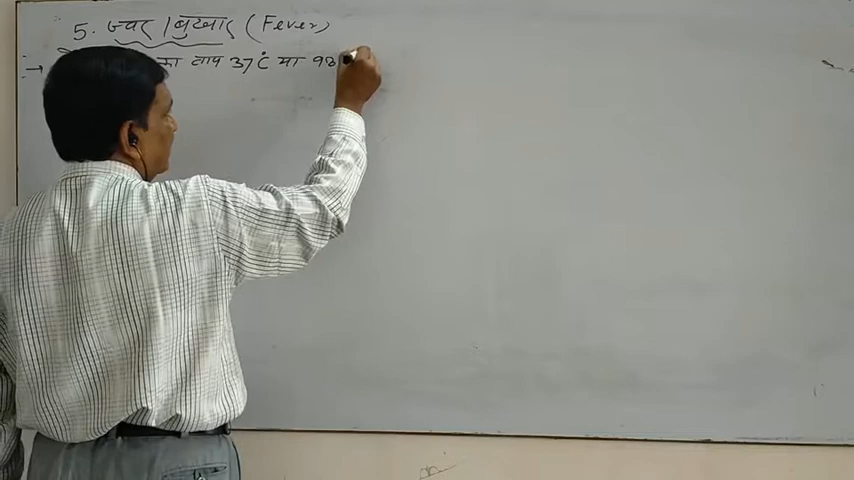 5. ज्वर / बुखार (Fever)
→ का ताप 37°C या 98